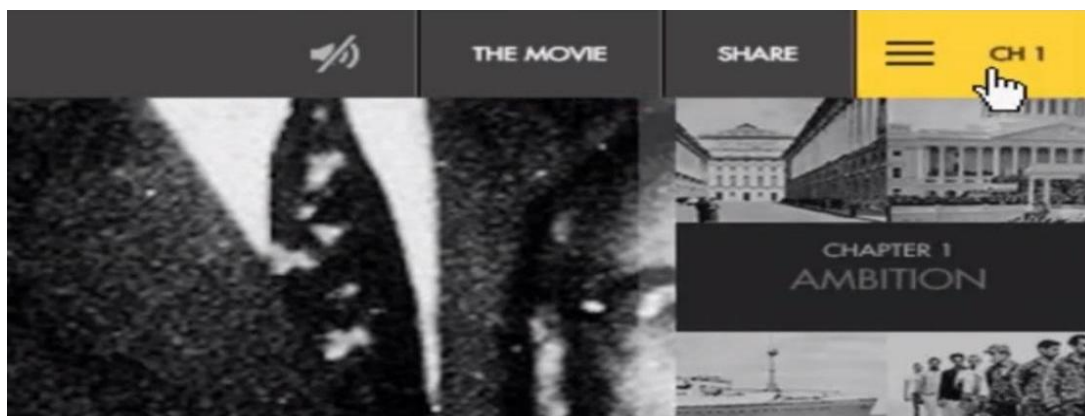 THE MOVIE
SHARE
CH 1
CHAPTER 1
AMBITION